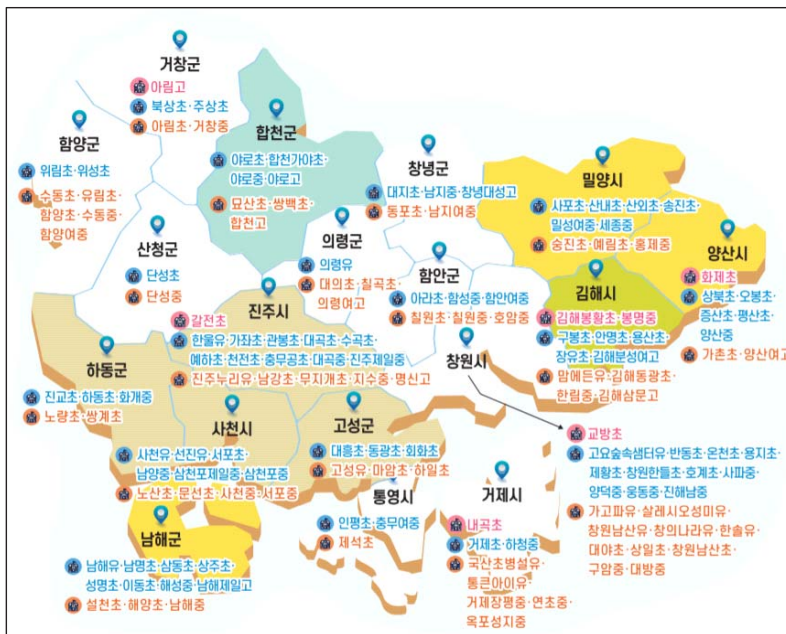 거창군
아림고
북상초·주상초
아림초·거창중
함양군
위림초·위성초
수동초·유림초·
함양초·수동중·
함양여중
합천군
야로초·합천가야초·
야로중·야로고
묘산초·쌍백초·
합천고
창녕군
대지초·남지중·창녕대성고
동포초·남지여중
밀양시
사포초·산내초·산외초·송진초·
밀성여중·세종중
숭진초·예림초·홍제중
양산시
화제초
상북초·오봉초·
증산초·평산초·
양산중
가촌초·양산여고
산청군
단성초
단성중
의령군
의령유
대의초·칠곡초·
의령여고
함안군
아라초·함성중·함안여중
칠원초·칠원중·호암중
김해시
김해봉황초·봉명중
구봉초·안명초·용산초·
장유초·김해분성여고
맘에든유·김해동광초·
한림중·김해삼문고
진주시
갈전초
한울유·가좌초·관봉초·대곡초·수곡초·
예하초·천전초·충무공초·대곡중·진주제일중
진주누리유·남강초·무지개초·지수중·명신고
하동군
진교초·하동초·화개중
노량초·쌍계초
사천시
사천유·선진유·서포초·
남양중·삼천포제일중·삼천포중
노산초·문선초·사천중·서포중
고성군
대흥초·동광초·회화초
고성유·마암초·하일초
창원시
교방초
고요숲속샘터유·반동초·온천초·용지초·
제황초·창원한들초·호계초·사파중·
양덕중·웅동중·진해남중
가고파유·살레시오성미유·
창원남산유·창의나라유·한솔유·
대야초·상일초·창원남산초·
구암중·대방중
통영시
인평초·충무여중
제석초
거제시
내곡초
거제초·하청중
국산초병설유·
통큰아이유·
거제장평중·연초중·
옥포성지중
남해군
남해유·남명초·삼동초·상주초·
성명초·이동초·해성중·남해제일고
설천초·해양초·남해중